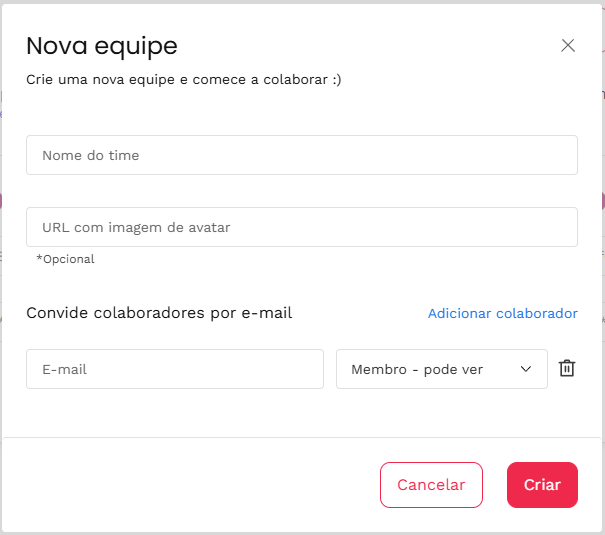 Nova equipe
Crie uma nova equipe e comece a colaborar :)
Nome do time
URL com imagem de avatar
*Opcional
Convide colaboradores por e-mail
Adicionar colaborador
E-mail
Membro - pode ver
Cancelar
Criar